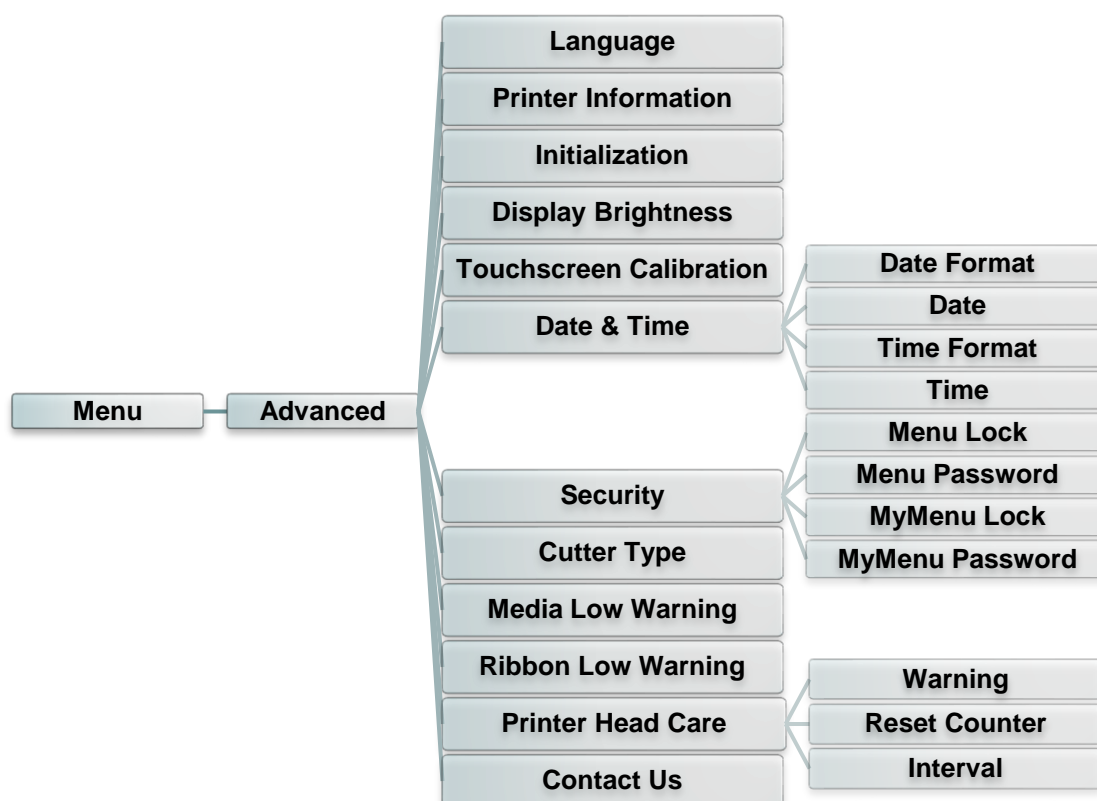 Menu
Advanced
Language
Printer Information
Initialization
Display Brightness
Touchscreen Calibration
Date & Time
Date Format
Date
Time Format
Time
Security
Menu Lock
Menu Password
MyMenu Lock
MyMenu Password
Cutter Type
Media Low Warning
Ribbon Low Warning
Printer Head Care
Warning
Reset Counter
Interval
Contact Us